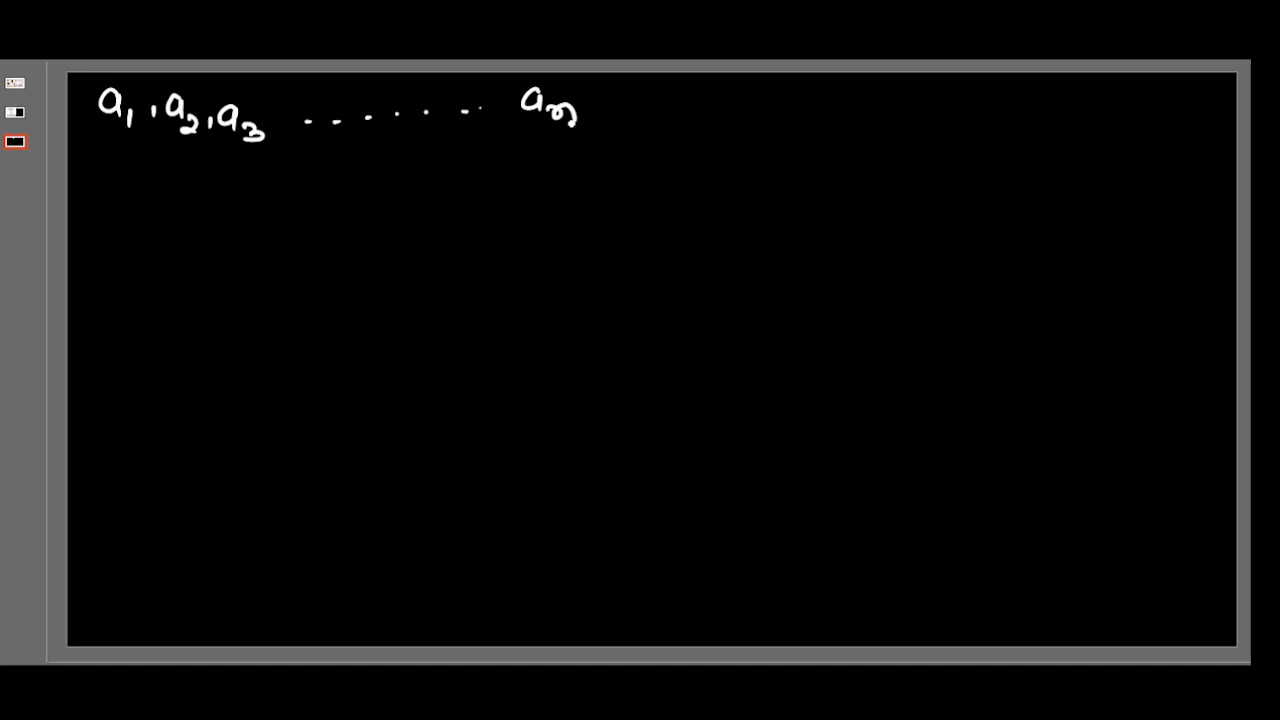 a₁ , a₂ , a₃ . . . . . . . aₙ